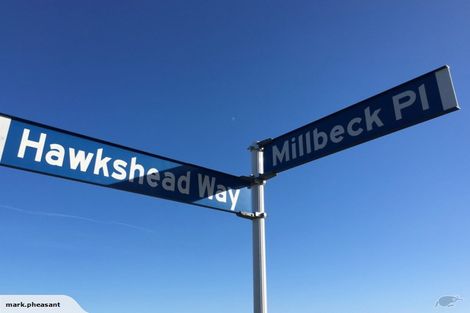 Hawkshead Way
Millbeck Pl
mark.pheasant